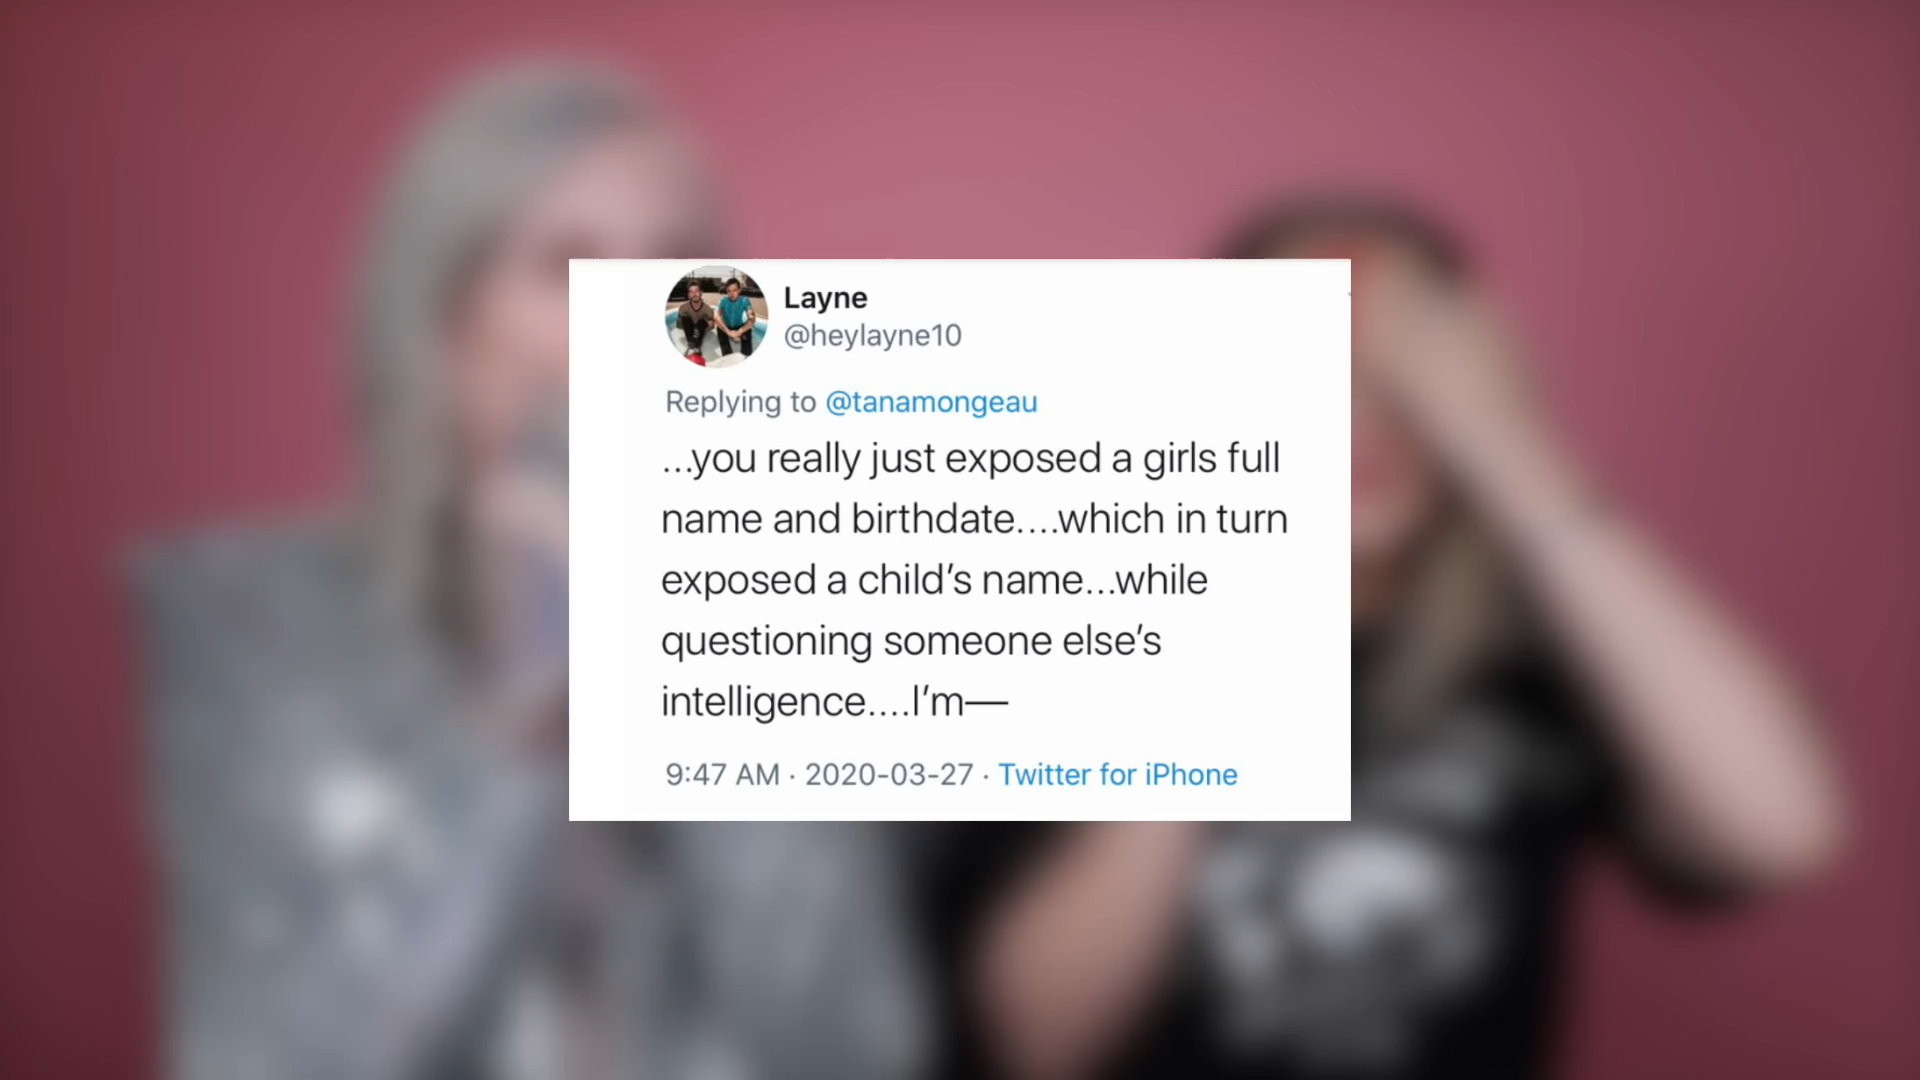 Layne
@heylayne10
Replying to @tanamongeau
...you really just exposed a girls full
name and birthdate....which in turn
exposed a child's name...while
questioning someone else's
intelligence....I'm—
9:47 AM · 2020-03-27 · Twitter for iPhone